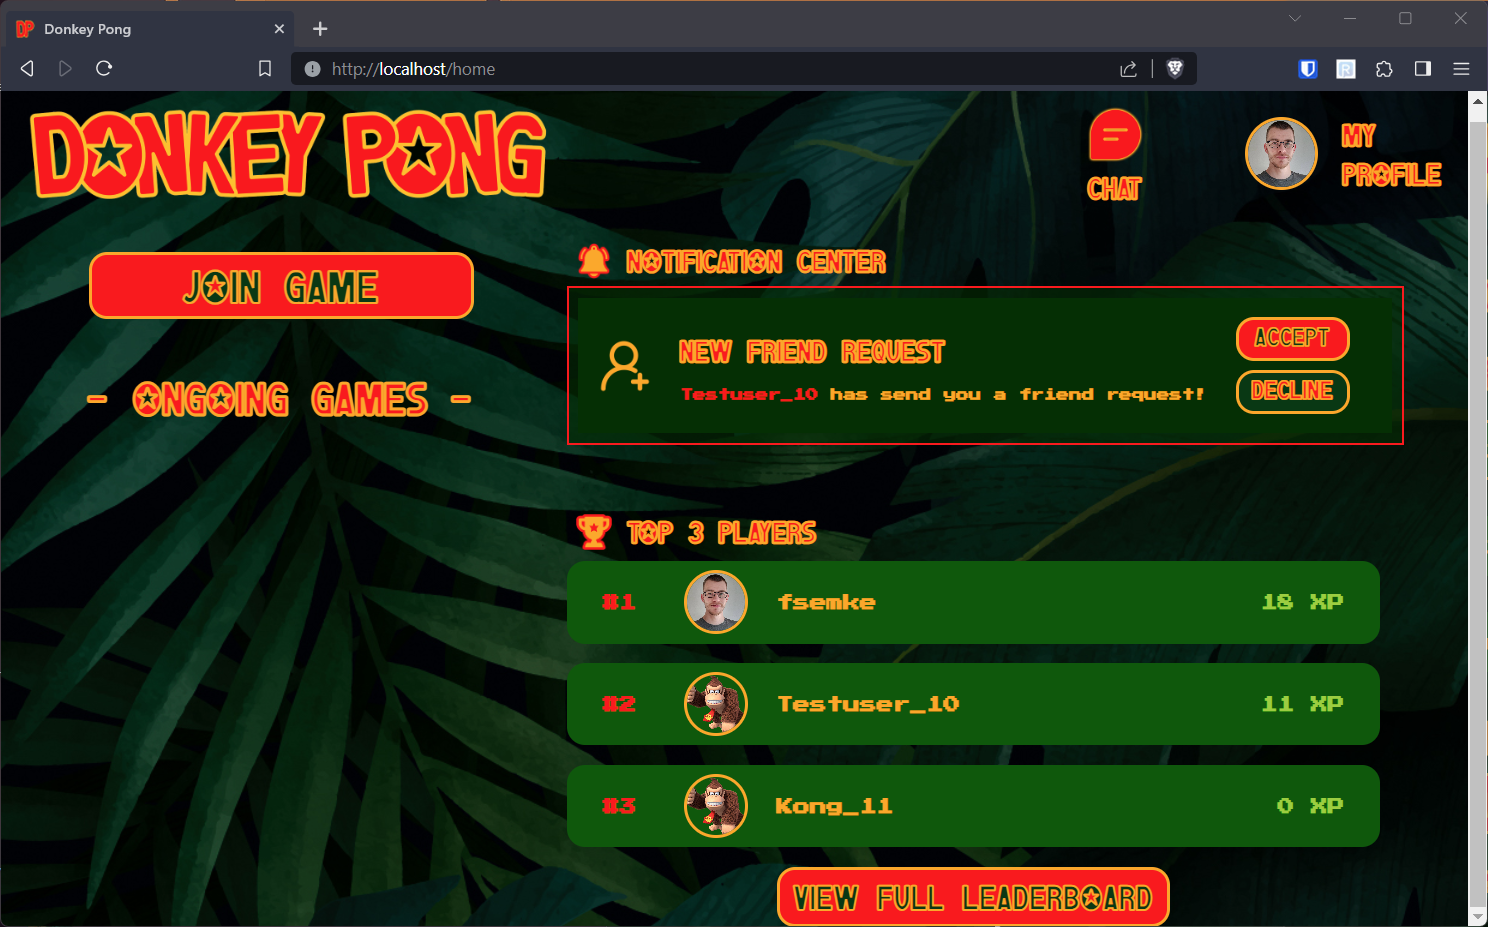 Donkey Pong
http://localhost/home
DONKEY PONG
CHAT
MY
PROFILE
JOIN GAME
- ONGOING GAMES -
NOTIFICATION CENTER
NEW FRIEND REQUEST
Testuser_10 has send you a friend request!
ACCEPT
DECLINE
TOP 3 PLAYERS
#1 fsemke 18 XP
#2 Testuser_10 11 XP
#3 Kong_11 0 XP
VIEW FULL LEADERBOARD